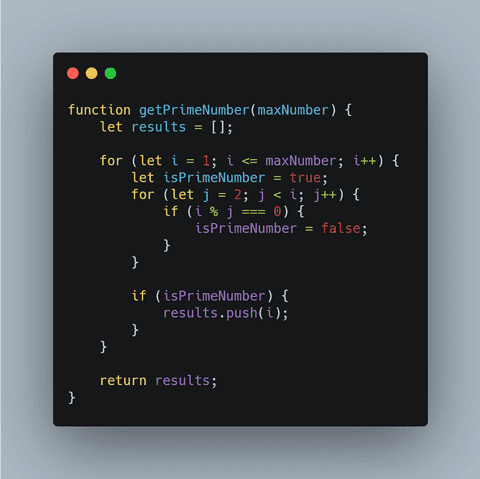 function getPrimeNumber(maxNumber) {
    let results = [];

    for (let i = 1; i <= maxNumber; i++) {
        let isPrimeNumber = true;
        for (let j = 2; j < i; j++) {
            if (i % j === 0) {
                isPrimeNumber = false;
            }
        }

        if (isPrimeNumber) {
            results.push(i);
        }
    }

    return results;
}